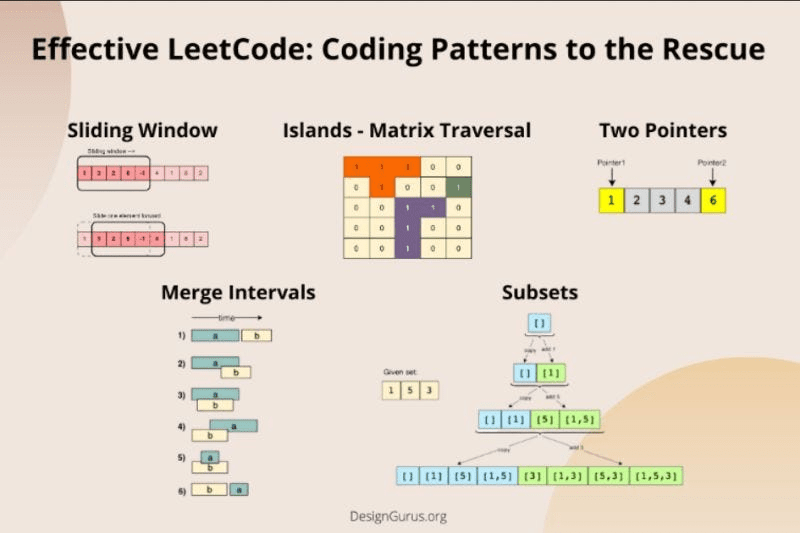 Effective LeetCode: Coding Patterns to the Rescue
Sliding Window
Sliding window -->
1 3 2 6 -1 4 1 8 2
Slide one element forward
1 3 2 6 -1 4 1 8 2
Islands - Matrix Traversal
1 1 1 0 0
0 1 0 0 1
0 0 1 1 0
0 0 1 0 0
0 0 1 0 0
Two Pointers
Pointer1 Pointer2
1 2 3 4 6
Merge Intervals
time
1) a b
2) a b
3) a b
4) a b
5) a b
6) b a
Subsets
Given set:
1 5 3
[ ]
copy add 1
[ ] [1]
copy add 5
[ ] [1] [5] [1,5]
copy add 3
[ ] [1] [5] [1,5] [3] [1,3] [5,3] [1,5,3]
DesignGurus.org